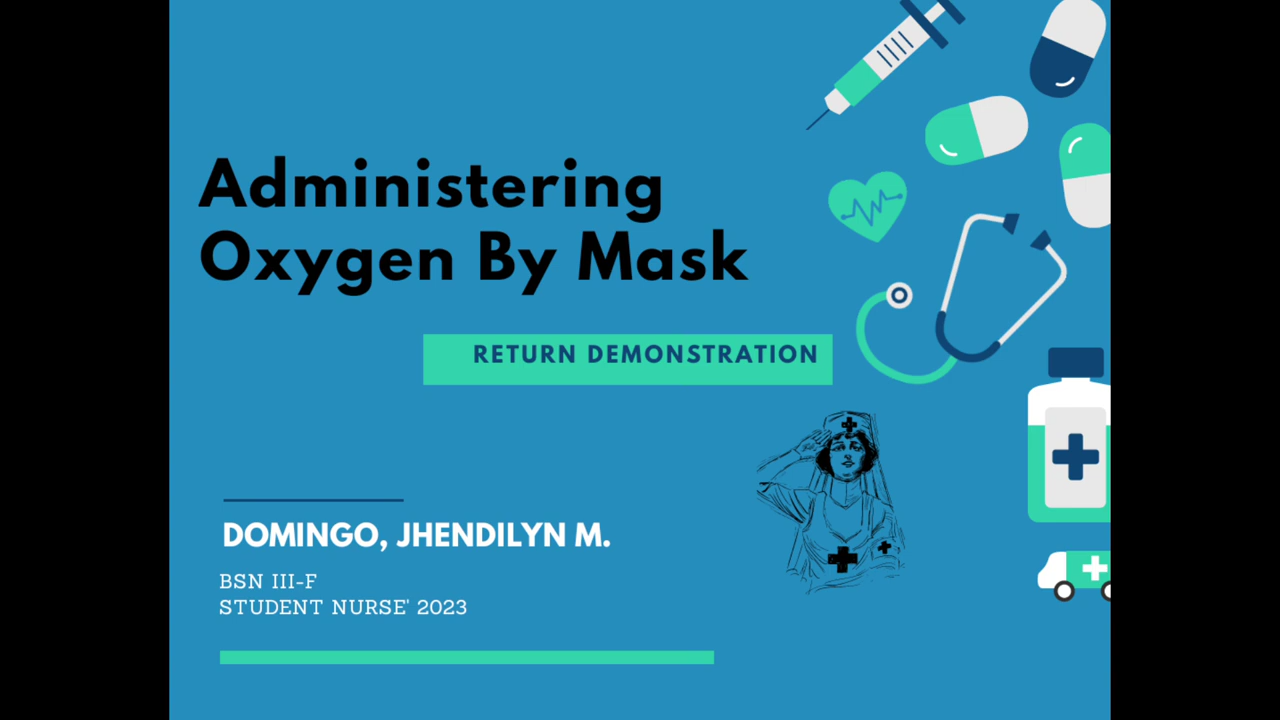 Administering
Oxygen By Mask
RETURN DEMONSTRATION
DOMINGO, JHENDILYN M.
BSN III-F
STUDENT NURSE' 2023